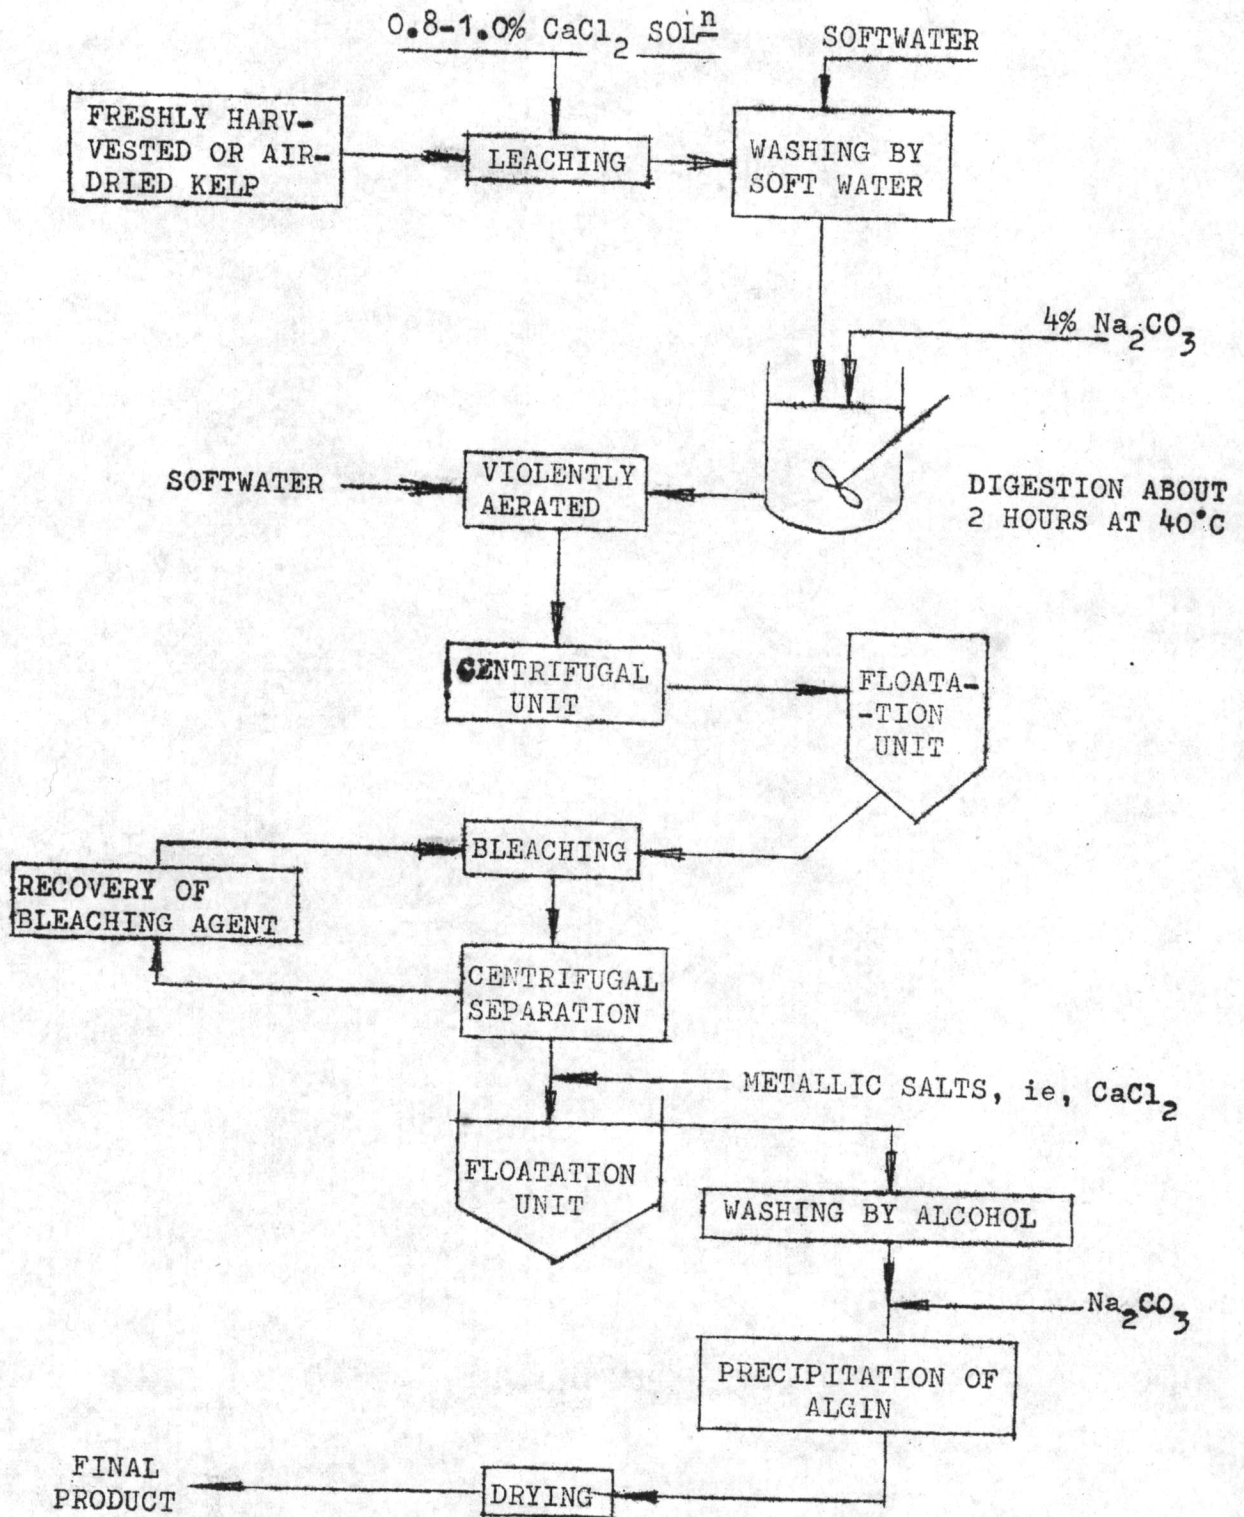 0.8-1.0% CaCl2 SOLn
SOFTWATER
FRESHLY HARV-
VESTED OR AIR-
DRIED KELP
LEACHING
WASHING BY
SOFT WATER
4% Na2CO3
SOFTWATER
VIOLENTLY
AERATED
DIGESTION ABOUT
2 HOURS AT 40°C
CENTRIFUGAL
UNIT
FLOATA-
-TION
UNIT
BLEACHING
RECOVERY OF
BLEACHING AGENT
CENTRIFUGAL
SEPARATION
METALLIC SALTS, ie, CaCl2
FLOATATION
UNIT
WASHING BY ALCOHOL
Na2CO3
PRECIPITATION OF
ALGIN
FINAL
PRODUCT
DRYING